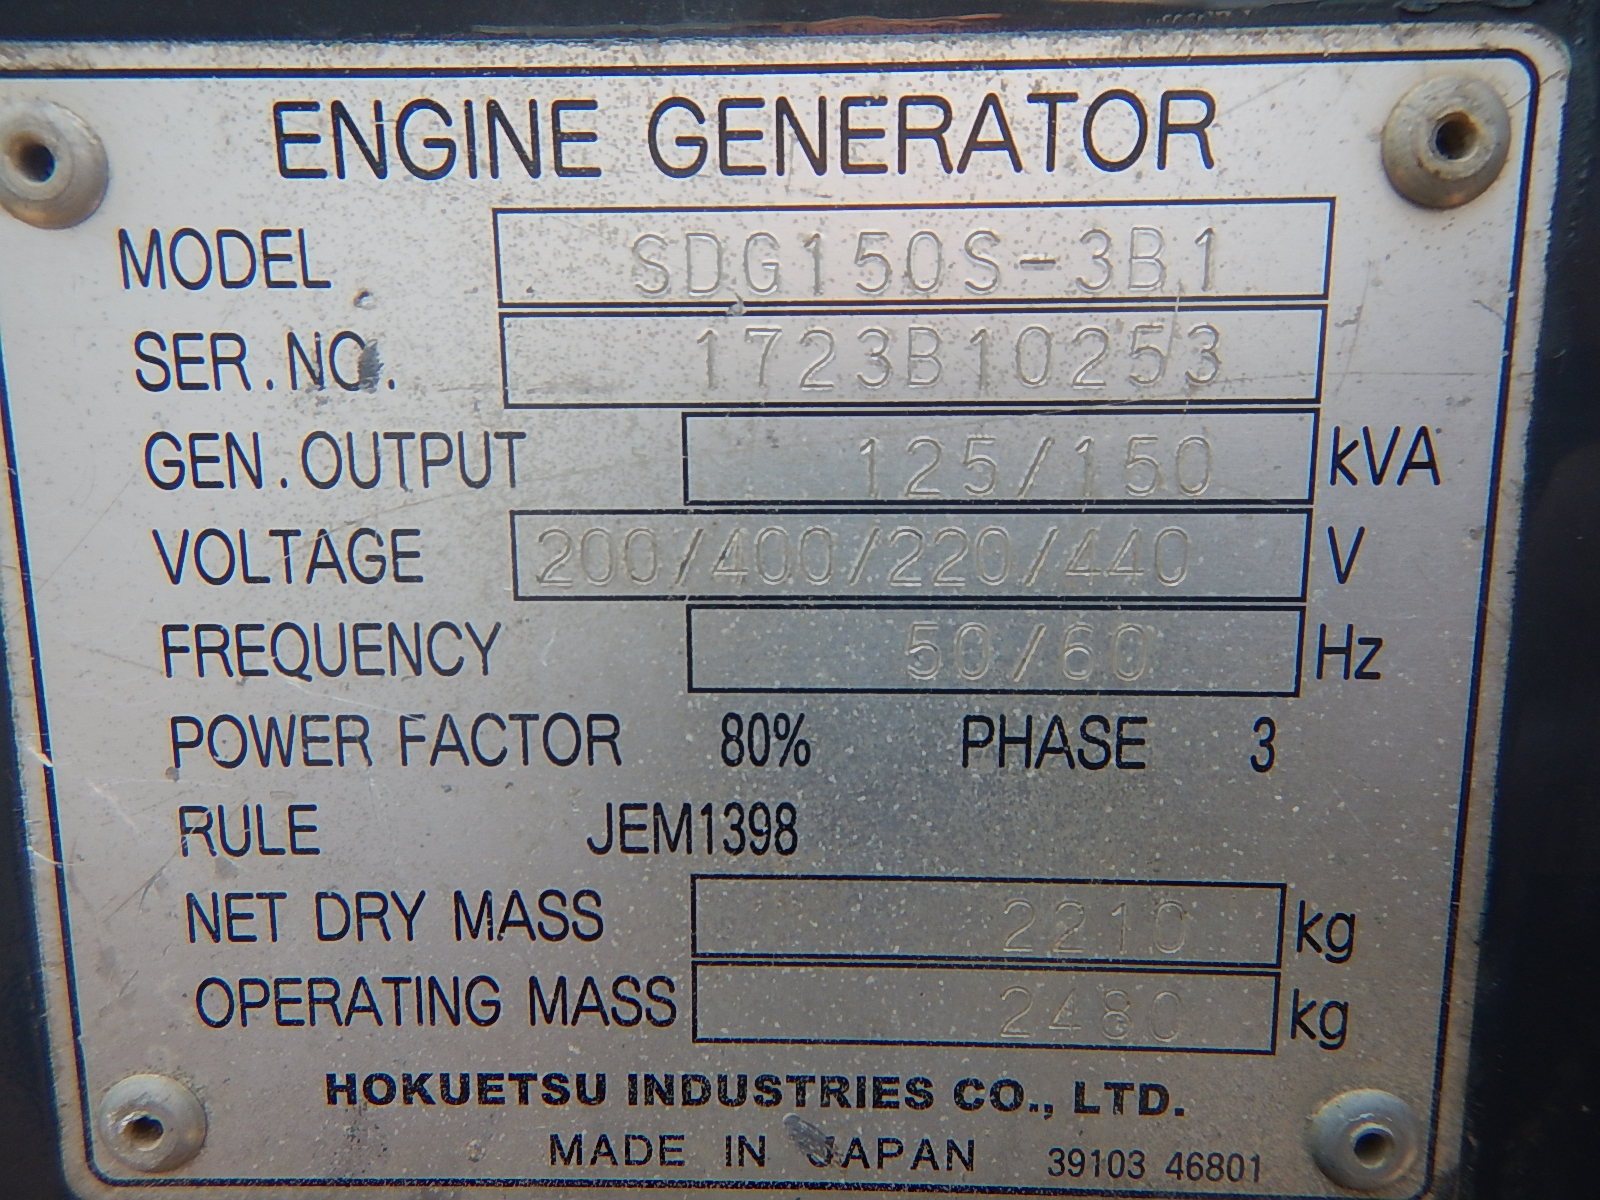 ENGINE GENERATOR
MODEL SDG150S-3B1
SER.NO. 1723B10253
GEN.OUTPUT 125/150 kVA
VOLTAGE 200/400/220/440 V
FREQUENCY 50/60 Hz
POWER FACTOR 80% PHASE 3
RULE JEM1398
NET DRY MASS 2210 kg
OPERATING MASS 2480 kg
HOKUETSU INDUSTRIES CO., LTD.
MADE IN JAPAN 39103 46801